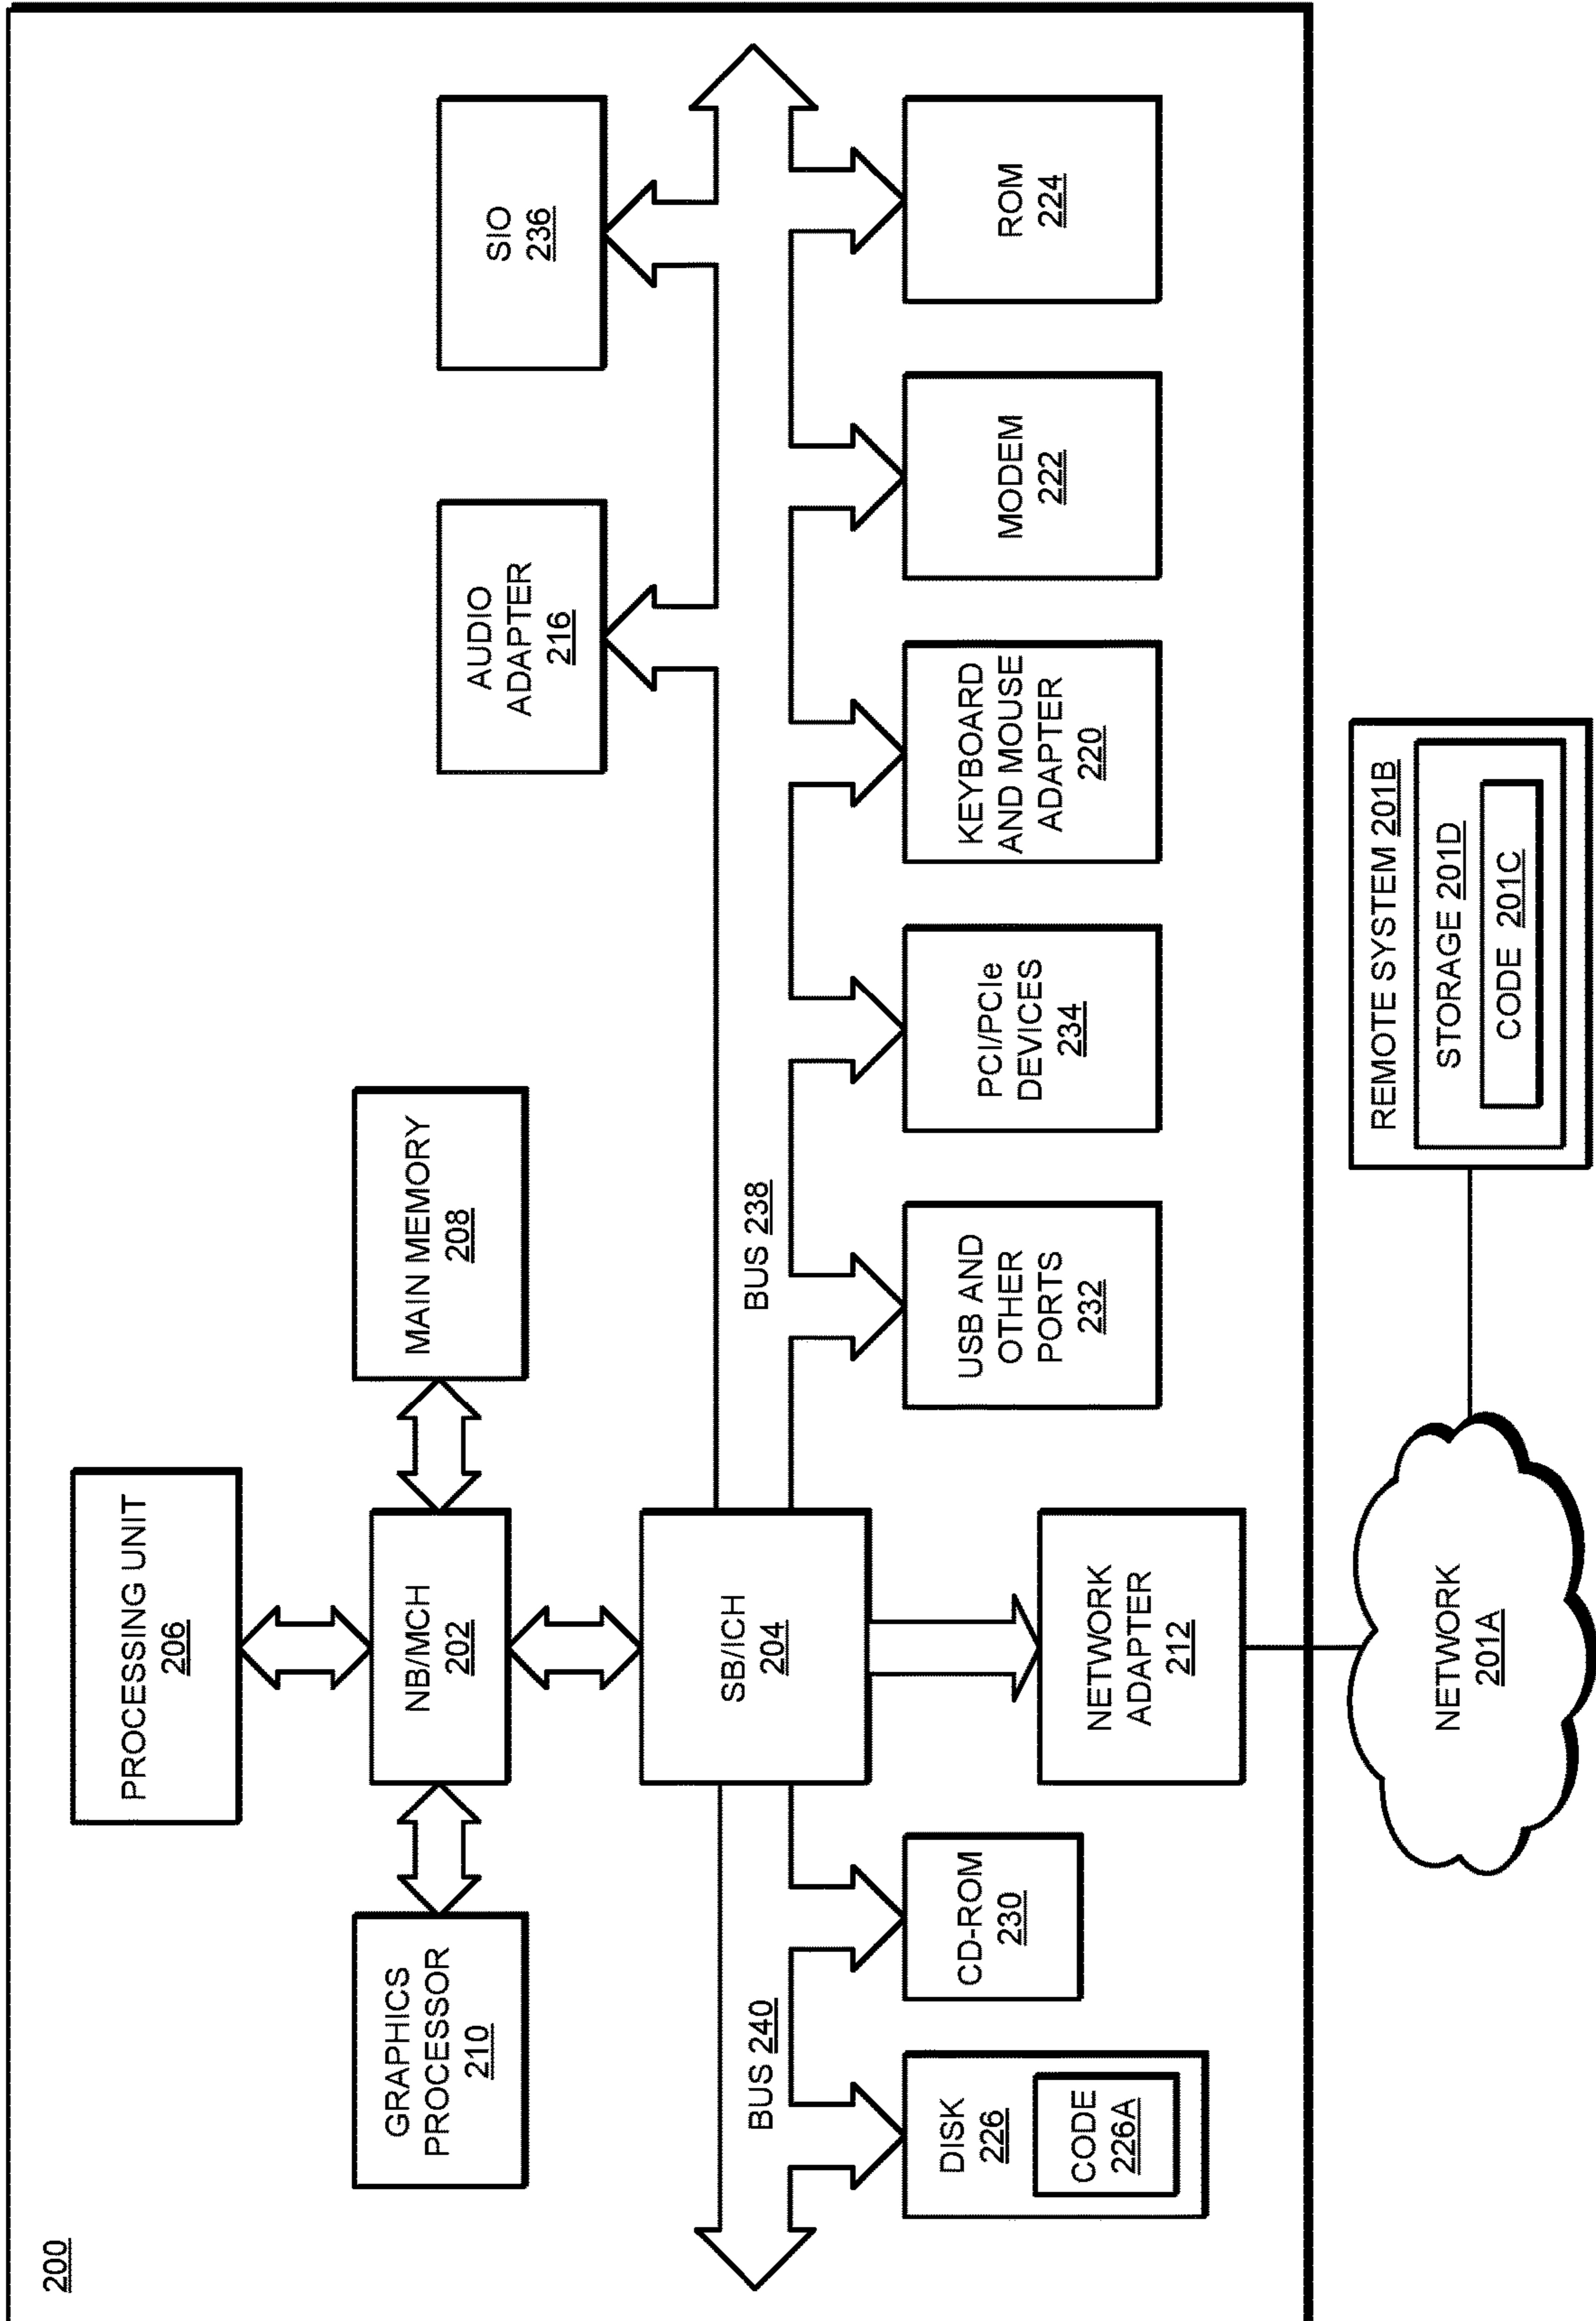 200
PROCESSING UNIT
206
GRAPHICS
PROCESSOR
210
NB/MCH
202
MAIN MEMORY
208
AUDIO
ADAPTER
216
SIO
236
SB/ICH
204
BUS 240
BUS 238
DISK
226
CODE
226A
CD-ROM
230
USB AND
OTHER
PORTS
232
PCI/PCIe
DEVICES
234
KEYBOARD
AND MOUSE
ADAPTER
220
MODEM
222
ROM
224
NETWORK
ADAPTER
212
NETWORK
201A
REMOTE SYSTEM 201B
STORAGE 201D
CODE 201C